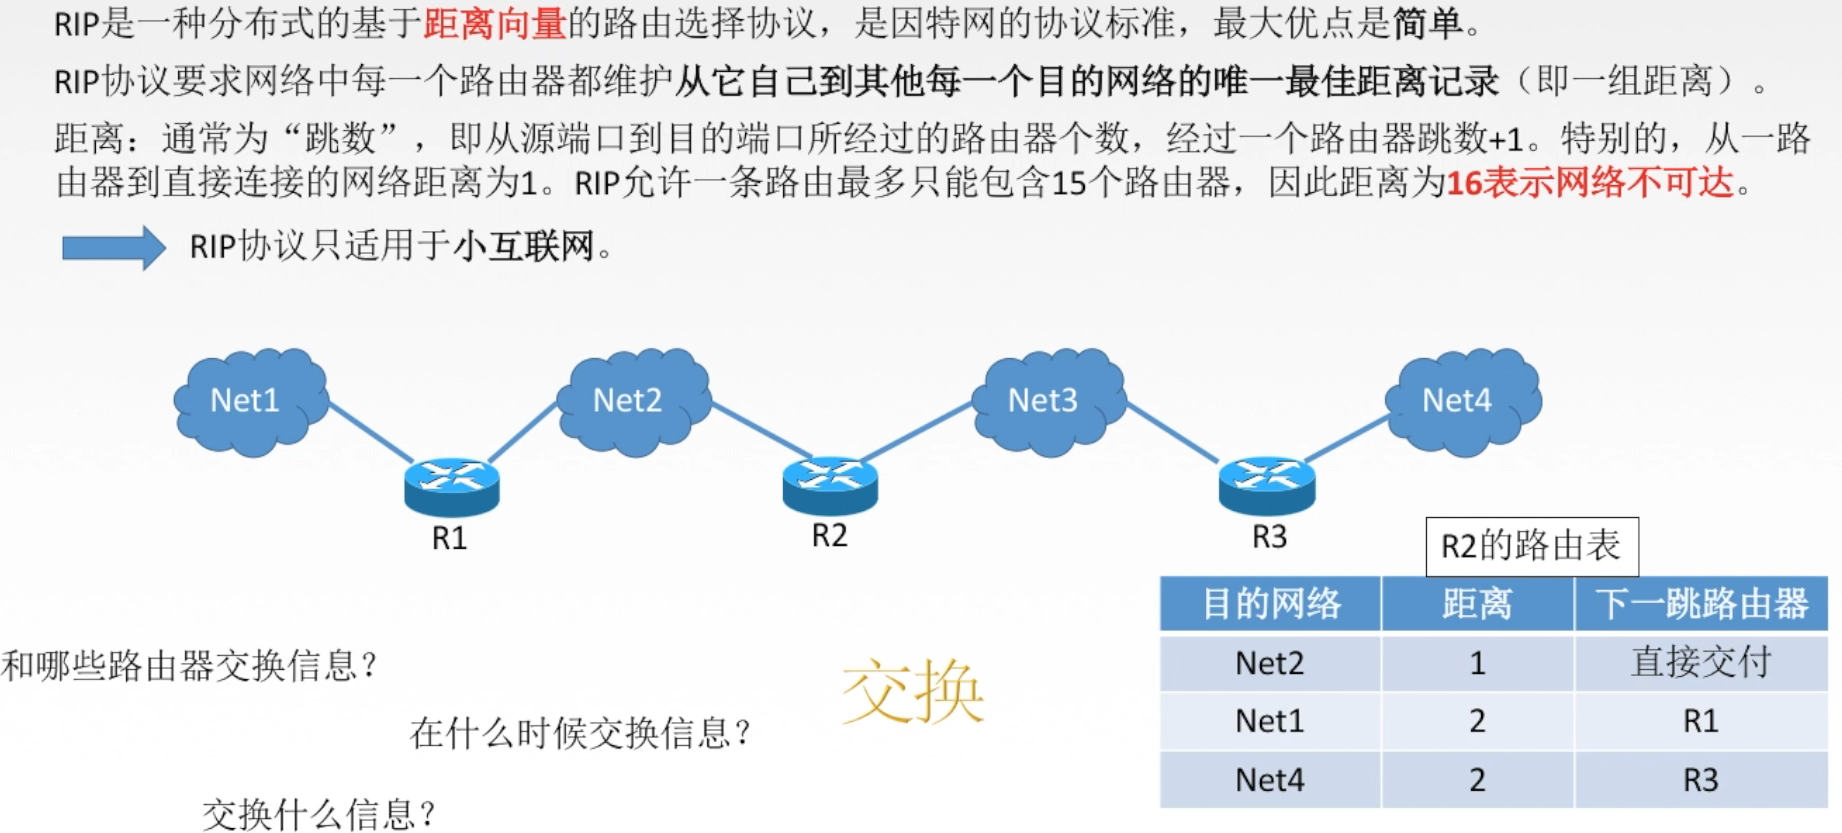 RIP是一种分布式的基于距离向量的路由选择协议，是因特网的协议标准，最大优点是简单。
RIP协议要求网络中每一个路由器都维护从它自己到其他每一个目的网络的唯一最佳距离记录（即一组距离）。
距离：通常为“跳数”，即从源端口到目的端口所经过的路由器个数，经过一个路由器跳数+1。特别的，从一路
由器到直接连接的网络距离为1。RIP允许一条路由最多只能包含15个路由器，因此距离为16表示网络不可达。
RIP协议只适用于小互联网。
Net1 Net2 Net3 Net4
R1 R2 R3
R2的路由表
目的网络 距离 下一跳路由器
Net2 1 直接交付
Net1 2 R1
Net4 2 R3
和哪些路由器交换信息？
交换
在什么时候交换信息？
交换什么信息？